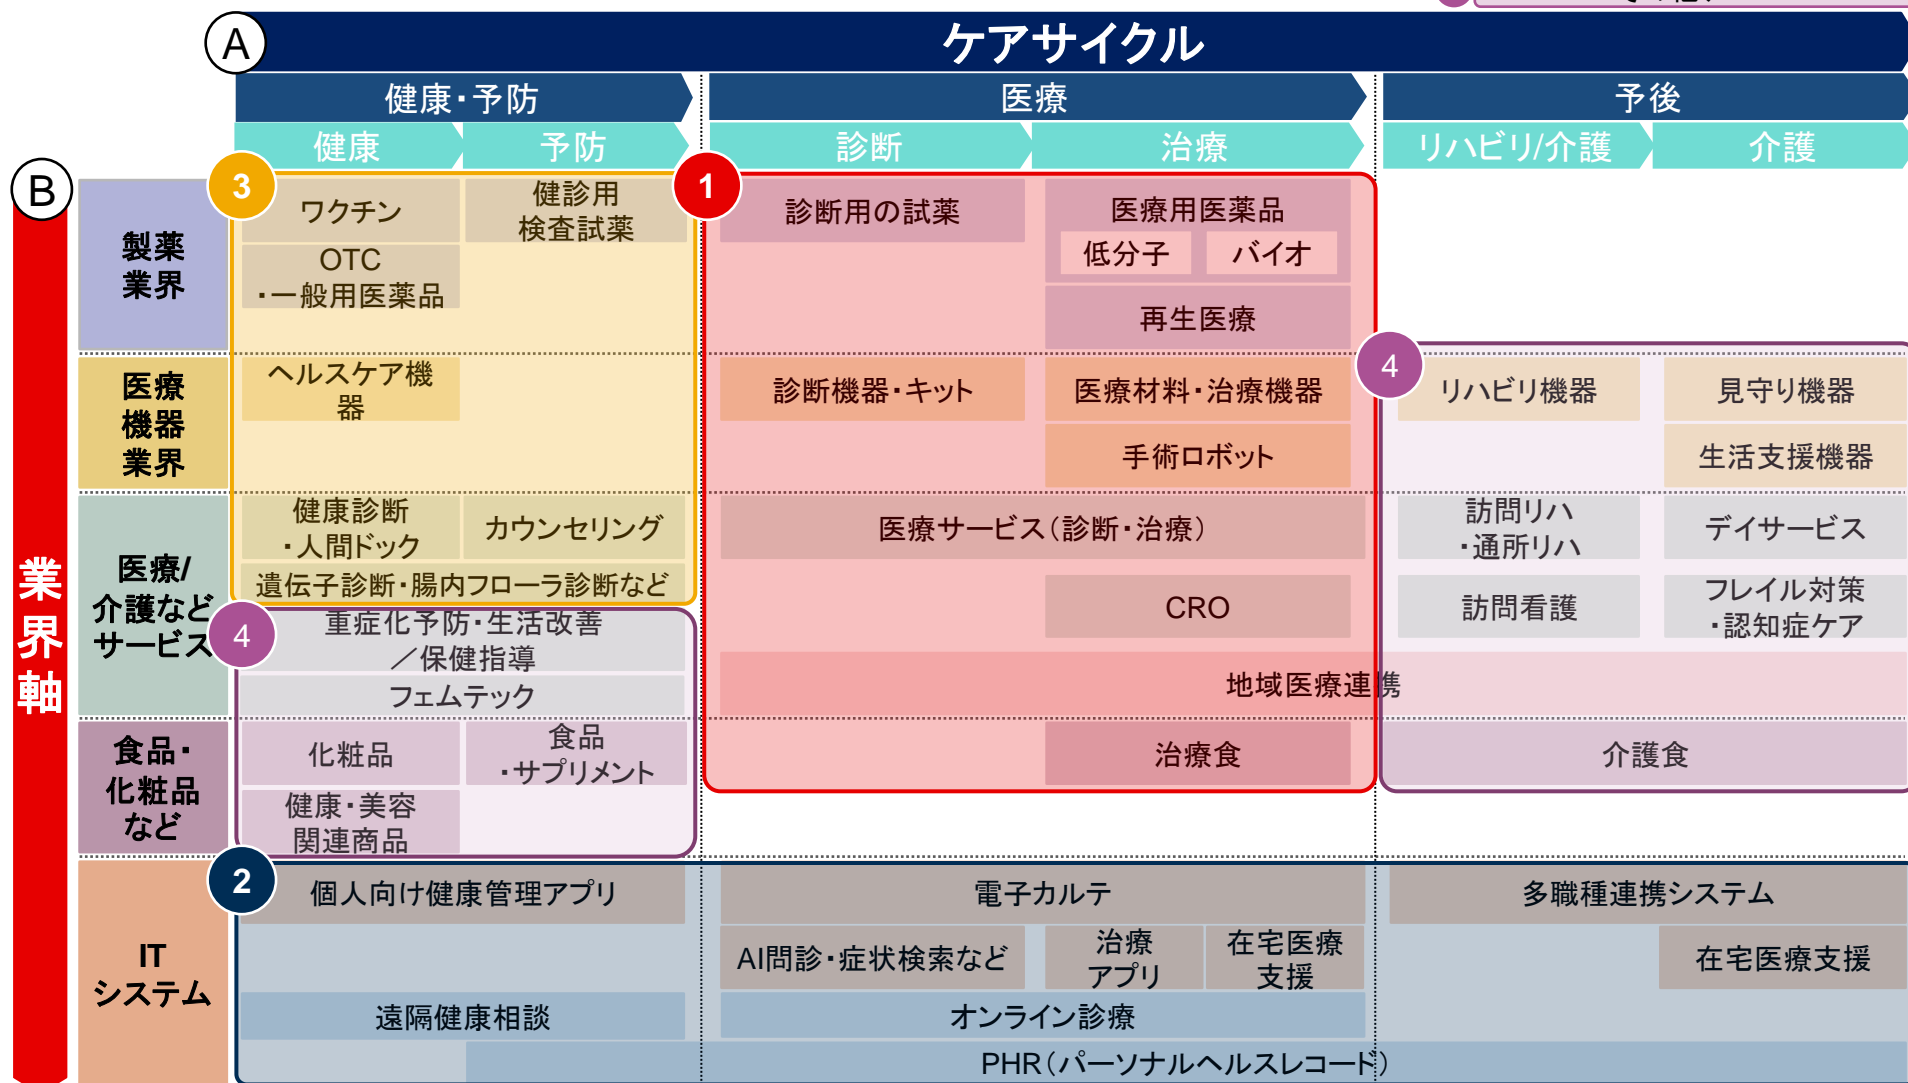 A
ケアサイクル
健康・予防
医療
予後
健康
予防
診断
治療
リハビリ/介護
介護
B
業界軸
製薬
業界
3
ワクチン
健診用
検査試薬
OTC
・一般用医薬品
1
診断用の試薬
医療用医薬品
低分子
バイオ
再生医療
医療
機器
業界
ヘルスケア機
器
診断機器・キット
医療材料・治療機器
手術ロボット
4
リハビリ機器
見守り機器
生活支援機器
医療/
介護など
サービス
健康診断
・人間ドック
カウンセリング
遺伝子診断・腸内フローラ診断など
4
重症化予防・生活改善
／保健指導
フェムテック
医療サービス（診断・治療）
CRO
地域医療連携
訪問リハ
・通所リハ
デイサービス
訪問看護
フレイル対策
・認知症ケア
食品・
化粧品
など
化粧品
食品
・サプリメント
健康・美容
関連商品
治療食
介護食
IT
システム
2
個人向け健康管理アプリ
電子カルテ
多職種連携システム
AI問診・症状検索など
治療
アプリ
在宅医療
支援
在宅医療支援
遠隔健康相談
オンライン診療
PHR（パーソナルヘルスレコード）